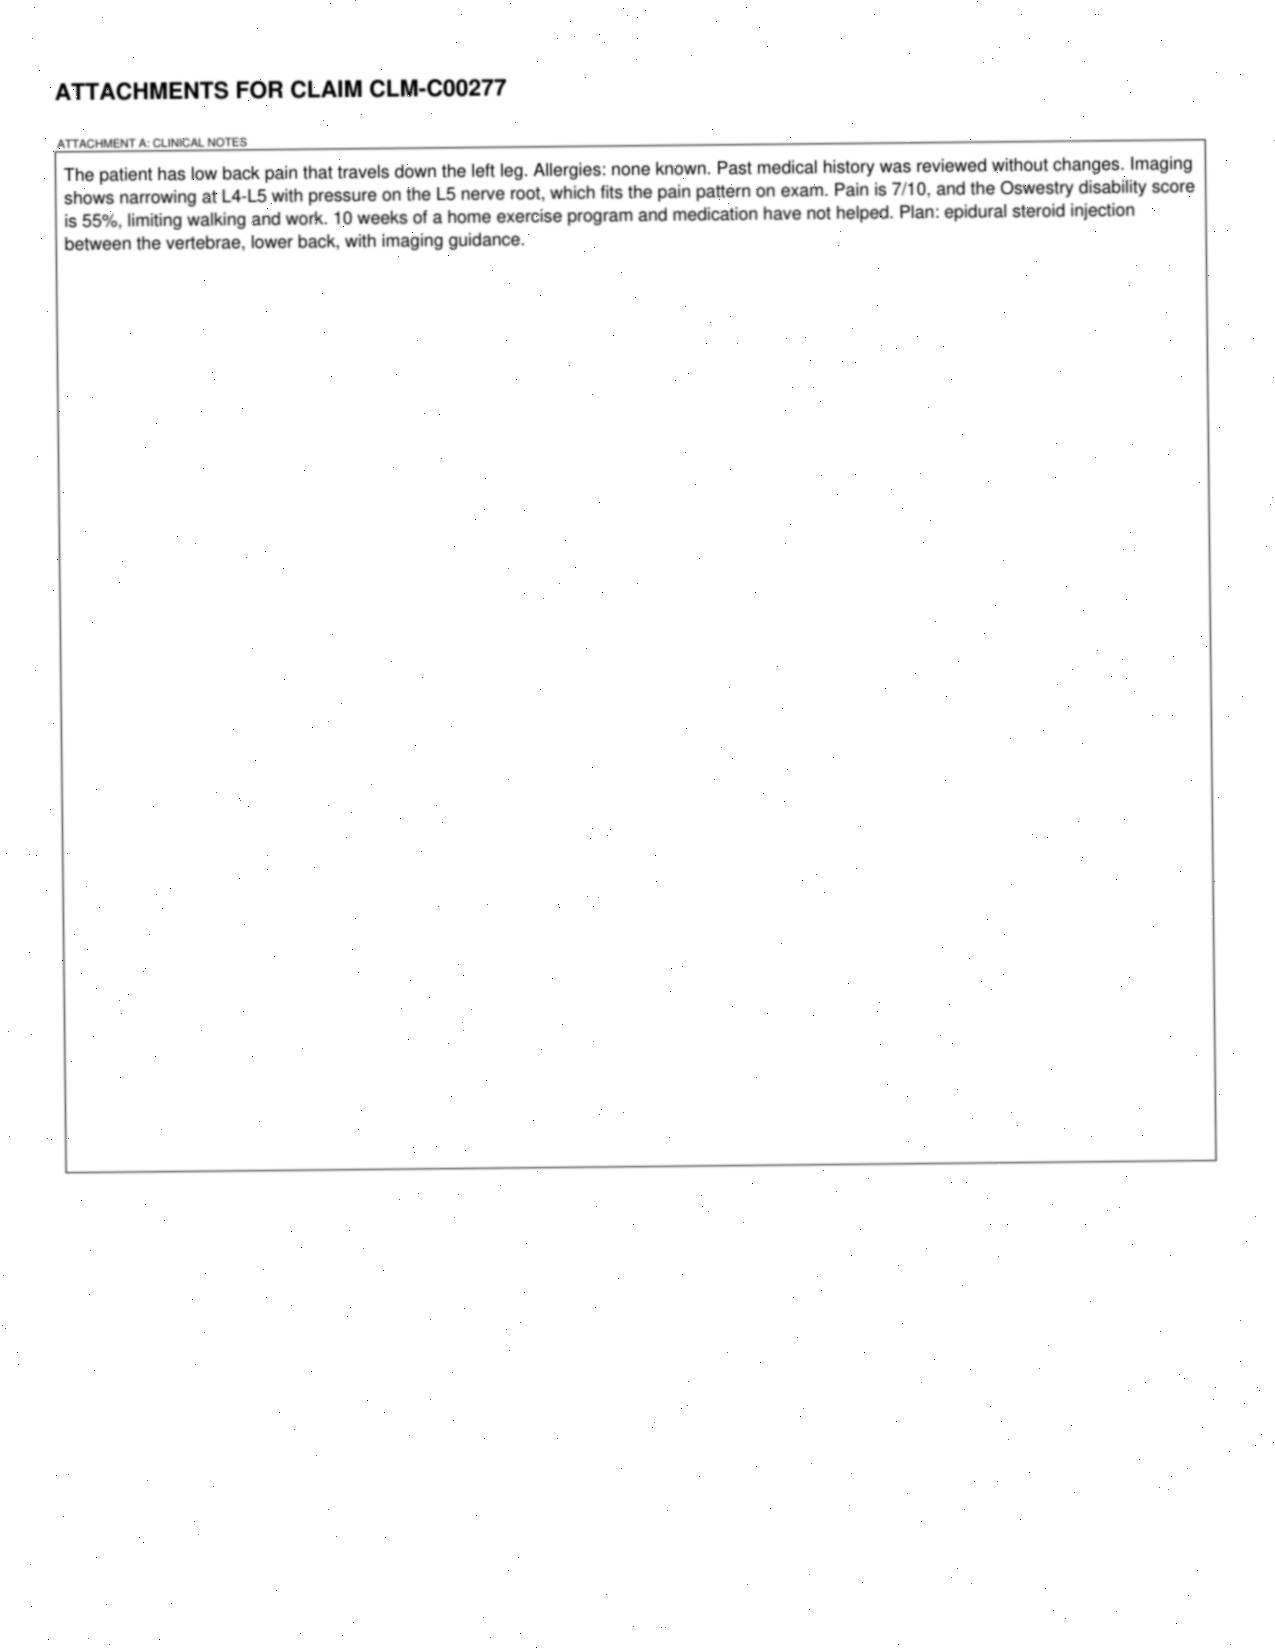 ATTACHMENTS FOR CLAIM CLM-C00277
ATTACHMENT A: CLINICAL NOTES
The patient has low back pain that travels down the left leg. Allergies: none known. Past medical history was reviewed without changes. Imaging
shows narrowing at L4-L5 with pressure on the L5 nerve root, which fits the pain pattern on exam. Pain is 7/10, and the Oswestry disability score
is 55%, limiting walking and work. 10 weeks of a home exercise program and medication have not helped. Plan: epidural steroid injection
between the vertebrae, lower back, with imaging guidance.